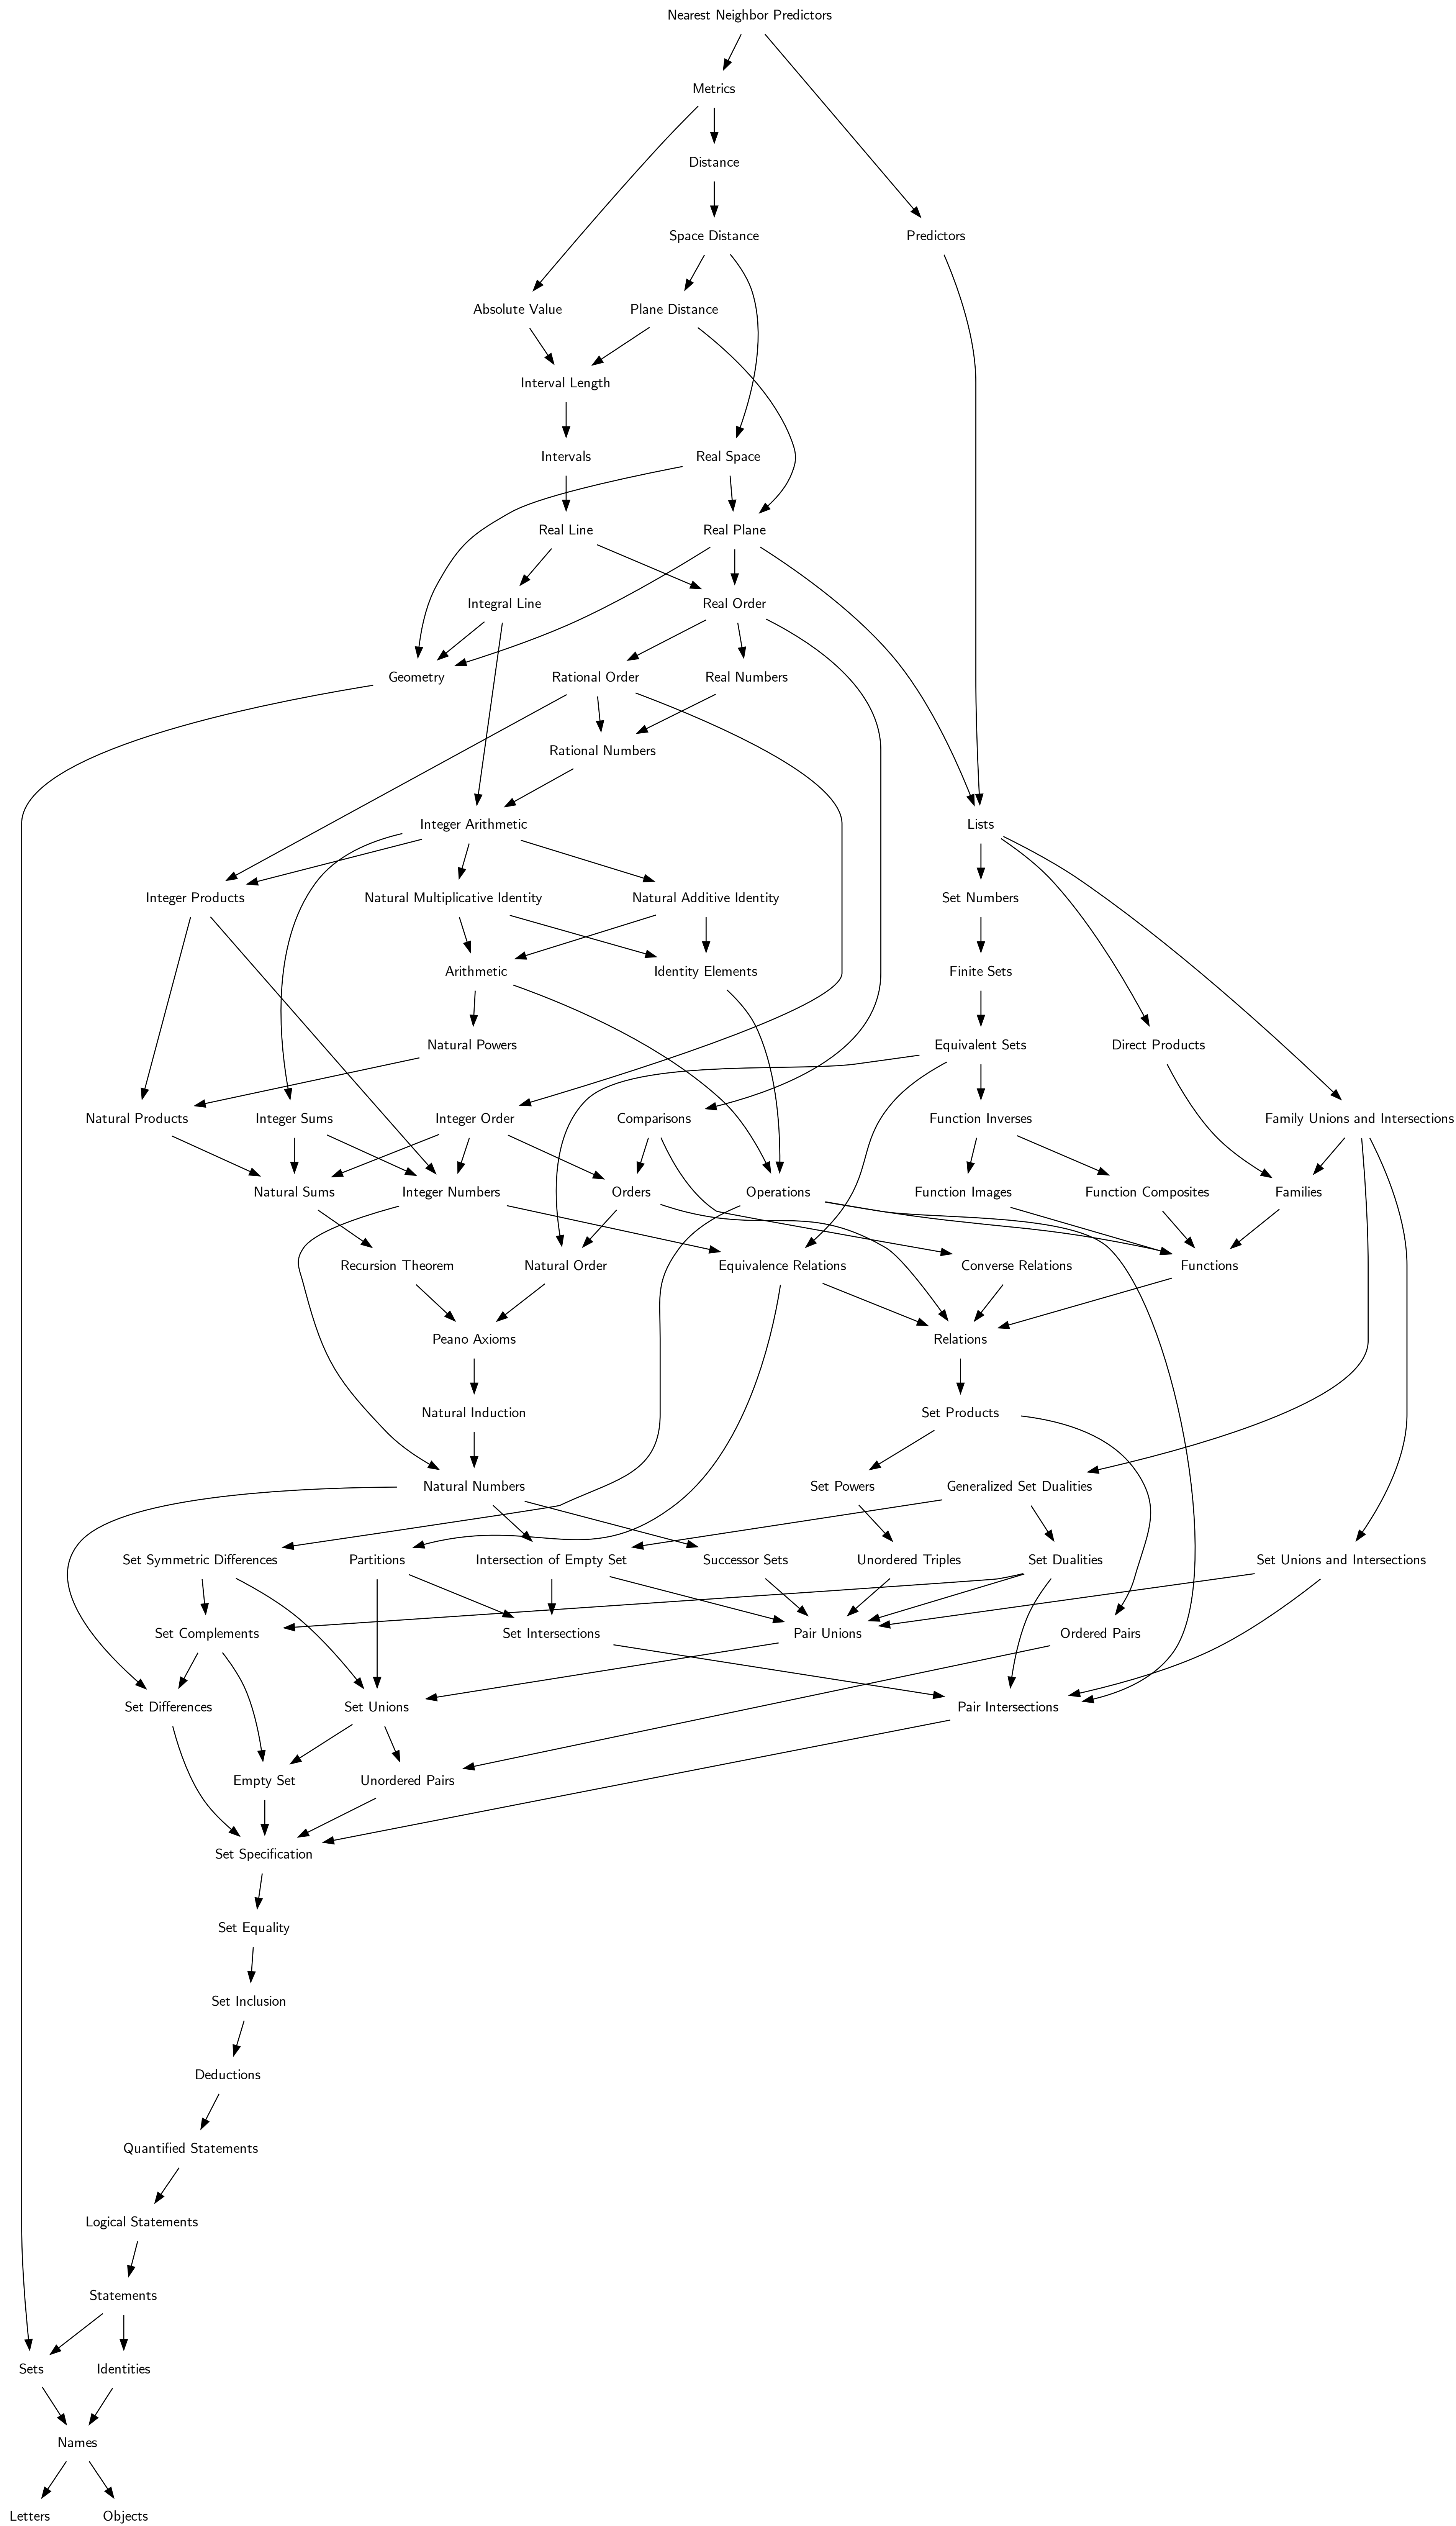 Nearest Neighbor Predictors
Metrics
Distance
Space Distance
Predictors
Absolute Value
Plane Distance
Interval Length
Intervals
Real Space
Real Line
Real Plane
Integral Line
Real Order
Geometry
Rational Order
Real Numbers
Rational Numbers
Integer Arithmetic
Lists
Integer Products
Natural Multiplicative Identity
Natural Additive Identity
Set Numbers
Arithmetic
Identity Elements
Finite Sets
Natural Powers
Equivalent Sets
Direct Products
Natural Products
Integer Sums
Integer Order
Comparisons
Function Inverses
Family Unions and Intersections
Natural Sums
Integer Numbers
Orders
Operations
Function Images
Function Composites
Families
Recursion Theorem
Natural Order
Equivalence Relations
Converse Relations
Functions
Peano Axioms
Relations
Natural Induction
Set Products
Natural Numbers
Set Powers
Generalized Set Dualities
Set Symmetric Differences
Partitions
Intersection of Empty Set
Successor Sets
Unordered Triples
Set Dualities
Set Unions and Intersections
Set Complements
Set Intersections
Pair Unions
Ordered Pairs
Set Differences
Set Unions
Pair Intersections
Empty Set
Unordered Pairs
Set Specification
Set Equality
Set Inclusion
Deductions
Quantified Statements
Logical Statements
Statements
Sets
Identities
Names
Letters
Objects